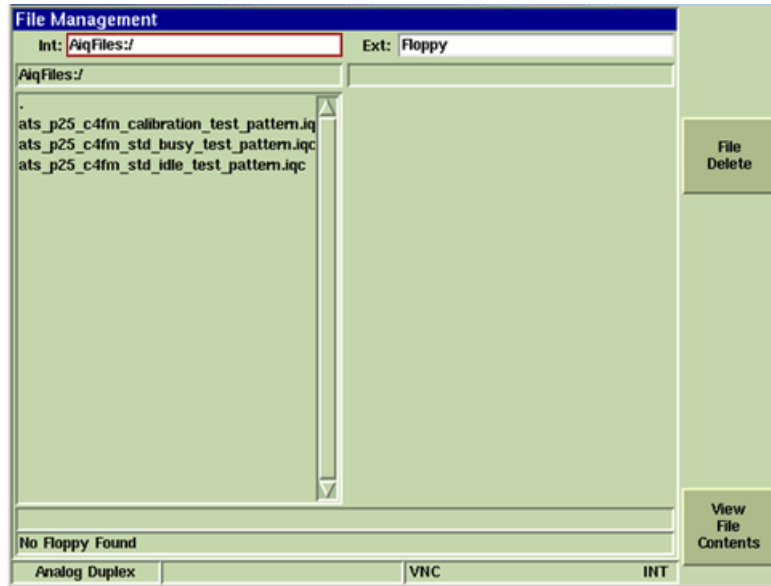 File Management
Int: AiqFiles:/ Ext: Floppy
AiqFiles:/
.
ats_p25_c4fm_calibration_test_pattern.iq
ats_p25_c4fm_std_busy_test_pattern.iqc
ats_p25_c4fm_std_idle_test_pattern.iqc
File
Delete
View
File
Contents
No Floppy Found
Analog Duplex VNC INT